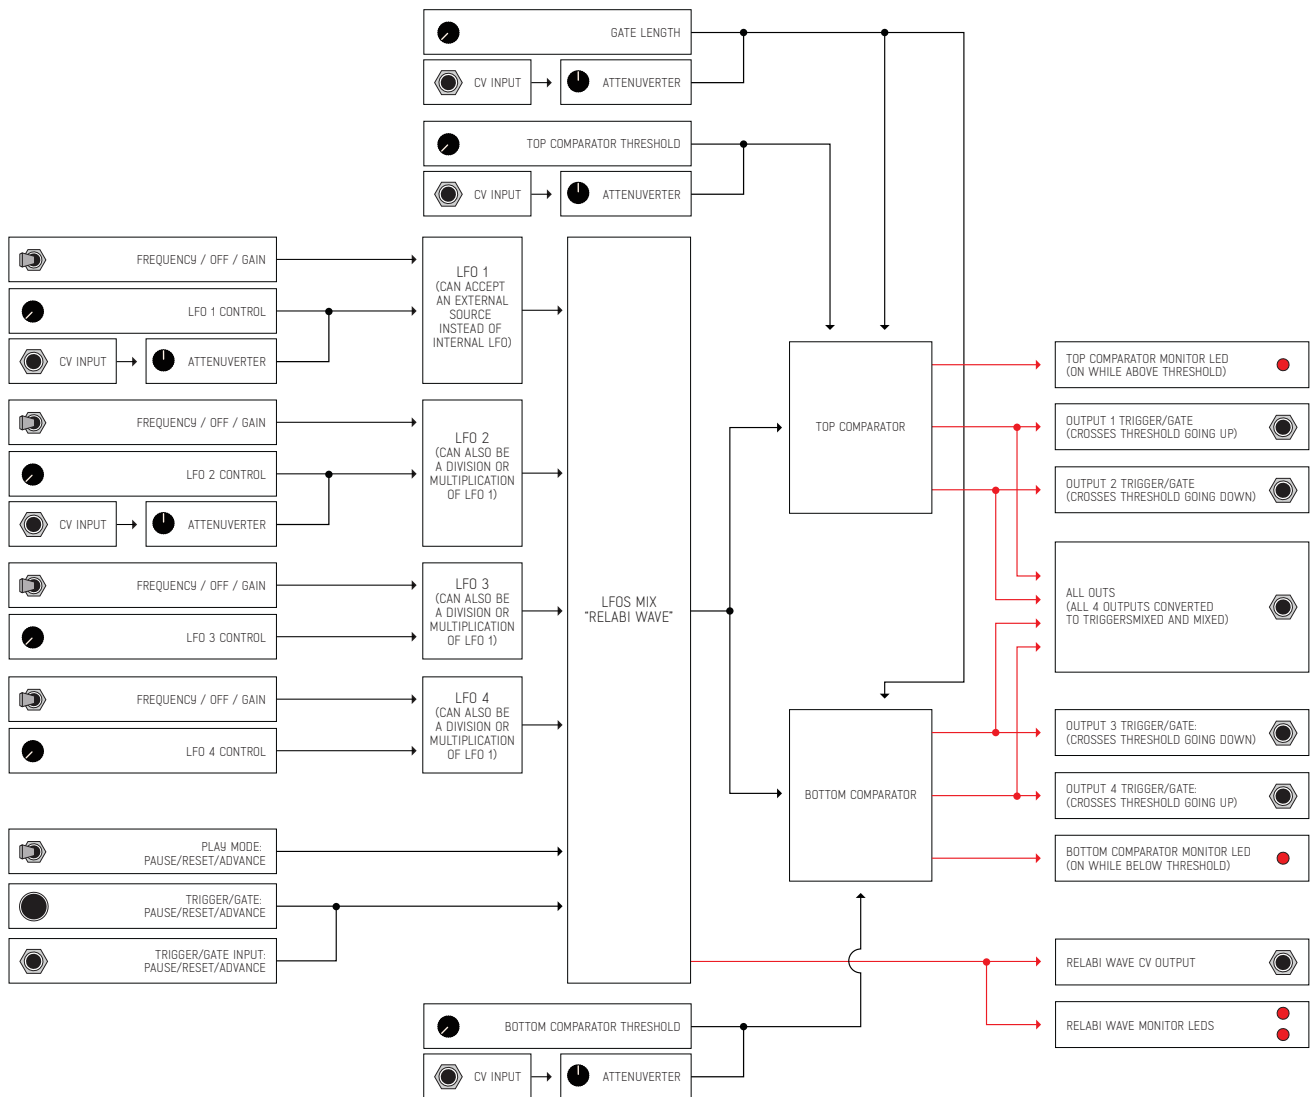 GATE LENGTH
CV INPUT
ATTENUVERTER
TOP COMPARATOR THRESHOLD
CV INPUT
ATTENUVERTER
FREQUENCY / OFF / GAIN
LFO 1 CONTROL
CV INPUT
ATTENUVERTER
LFO 1
(CAN ACCEPT
AN EXTERNAL
SOURCE
INSTEAD OF
INTERNAL LFO)
FREQUENCY / OFF / GAIN
LFO 2 CONTROL
CV INPUT
ATTENUVERTER
LFO 2
(CAN ALSO BE
A DIVISION OR
MULTIPLICATION
OF LFO 1)
FREQUENCY / OFF / GAIN
LFO 3 CONTROL
LFO 3
(CAN ALSO BE
A DIVISION OR
MULTIPLICATION
OF LFO 1)
FREQUENCY / OFF / GAIN
LFO 4 CONTROL
LFO 4
(CAN ALSO BE
A DIVISION OR
MULTIPLICATION
OF LFO 1)
PLAY MODE:
PAUSE/RESET/ADVANCE
TRIGGER/GATE:
PAUSE/RESET/ADVANCE
TRIGGER/GATE INPUT:
PAUSE/RESET/ADVANCE
LFOS MIX
"RELABI WAVE"
TOP COMPARATOR
BOTTOM COMPARATOR
TOP COMPARATOR MONITOR LED
(ON WHILE ABOVE THRESHOLD)
OUTPUT 1 TRIGGER/GATE
(CROSSES THRESHOLD GOING UP)
OUTPUT 2 TRIGGER/GATE
(CROSSES THRESHOLD GOING DOWN)
ALL OUTS
(ALL 4 OUTPUTS CONVERTED
TO TRIGGERSMIXED AND MIXED)
OUTPUT 3 TRIGGER/GATE:
(CROSSES THRESHOLD GOING DOWN)
OUTPUT 4 TRIGGER/GATE:
(CROSSES THRESHOLD GOING UP)
BOTTOM COMPARATOR MONITOR LED
(ON WHILE BELOW THRESHOLD)
RELABI WAVE CV OUTPUT
RELABI WAVE MONITOR LEDS
BOTTOM COMPARATOR THRESHOLD
CV INPUT
ATTENUVERTER